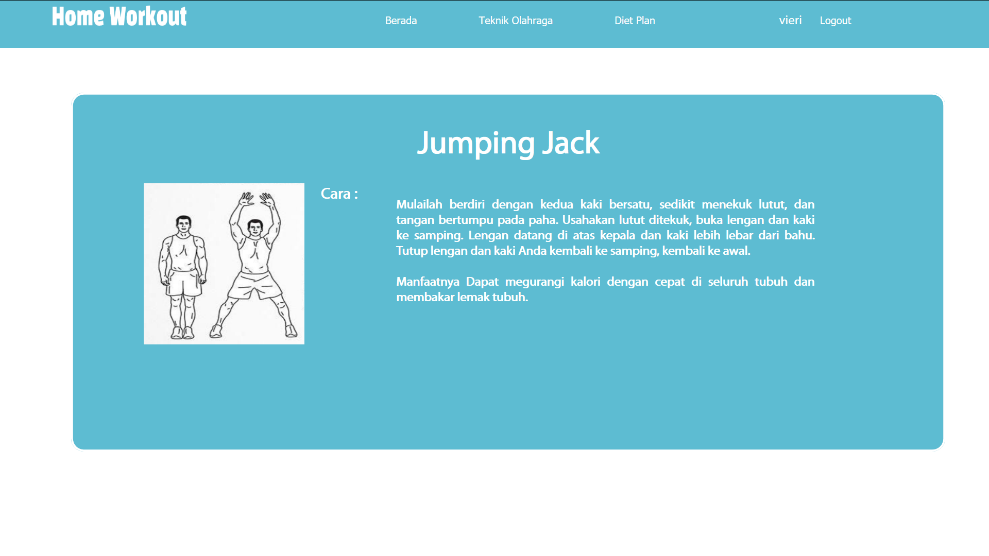 Home Workout
Berada
Teknik Olahraga
Diet Plan
vieri
Logout
Jumping Jack
Cara :
Mulailah berdiri dengan kedua kaki bersatu, sedikit menekuk lutut, dan
tangan bertumpu pada paha. Usahakan lutut ditekuk, buka lengan dan kaki
ke samping. Lengan datang di atas kepala dan kaki lebih lebar dari bahu.
Tutup lengan dan kaki Anda kembali ke samping, kembali ke awal.
Manfaatnya Dapat megurangi kalori dengan cepat di seluruh tubuh dan
membakar lemak tubuh.